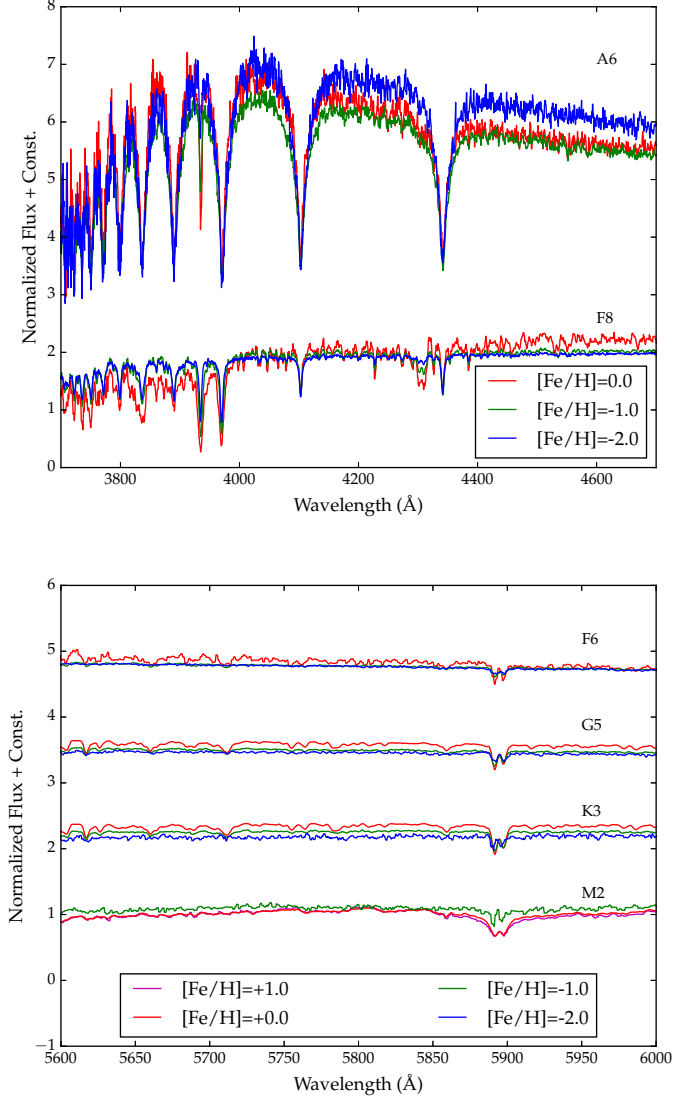 8
7
6
5
4
3
2
1
0
Normalized Flux + Const.
A6
F8
[Fe/H]=0.0
[Fe/H]=-1.0
[Fe/H]=-2.0
3800 4000 4200 4400 4600
Wavelength (Å)
6
5
4
3
2
1
0
−1
Normalized Flux + Const.
F6
G5
K3
M2
[Fe/H]=+1.0 [Fe/H]=-1.0
[Fe/H]=+0.0 [Fe/H]=-2.0
5600 5650 5700 5750 5800 5850 5900 5950 6000
Wavelength (Å)